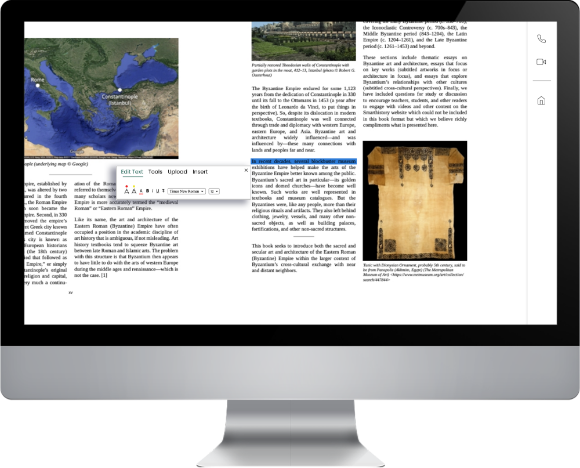 Rome
Constantinople
(Istanbul)
(underlying map © Google)
Empire, established by
, was altered by two
in the fourth
s, the Roman Empire
soon became the
Empire. Second, in 330
moved the empire's
Greek city known
Constantinople
city is known as
European historians
(the 30th century)
that followed as
Empire," or simply
original
religion and capital,
very much a continu-
iv
ation of the
referred to themselves
many scholars
Empire is more accurately termed the "medieval
Roman" or "Eastern Roman" Empire.
Like its name, the art and architecture of the
Eastern Roman (Byzantine) Empire have often
occupied a position in the academic discipline of
art history that is ambiguous, if not misleading. Art
history textbooks tend to squeeze Byzantine art
between late Roman and Islamic arts. The problem
with this structure is that Byzantium then appears
to have little to do with the arts of western Europe
during the middle ages and renaissance—which is
not the case. [1]
Edit Text Tools Upload Insert
A A A B I U T T Times New Roman 12
Partially restored Theodosian walls of Constantinople with
garden plots in the moat, 412–13, Istanbul (photo © Robert G.
Ousterhout)
The Byzantine Empire endured for some 1,123
years from the dedication of Constantinople in 330
until its fall to the Ottomans in 1453 (a year after
the birth of Leonardo da Vinci, to put things in
perspective). So, despite its dislocation in modern
textbooks, Constantinople was well connected
through trade and diplomacy with western Europe,
eastern Europe, and Asia. Byzantine art and
architecture widely influenced—and was
influenced by—these many connections with
lands and peoples far and near.
In recent decades, several blockbuster museum
exhibitions have helped make the arts of the
Byzantine Empire better known among the public.
Byzantium's sacred art in particular—its golden
icons and domed churches—have become well
known. Such works are well represented in
textbooks and museum catalogues. But the
Byzantines were, like any people, more than their
religious rituals and artifacts. They also left behind
clothing, jewelry, vessels, and many other non-
sacred objects, as well as building palaces,
fortifications, and other non-sacred structures.
This book seeks to introduce both the sacred and
secular art and architecture of the Eastern Roman
(Byzantine) Empire within the larger context of
Byzantium's cross-cultural exchange with near
and distant neighbors.
the Iconoclastic Controversy (c. 700s–843), the
Middle Byzantine period (843–1204), the Latin
Empire (c. 1204–1261), and the Late Byzantine
period (c. 1261–1453) and beyond.
These sections include thematic essays on
Byzantine art and architecture, essays that focus
on key works (subtitled artworks in focus or
architecture in focus), and essays that explore
Byzantium's relationships with other cultures
(subtitled cross-cultural perspectives). Finally, we
have included questions for study or discussion
to encourage teachers, students, and other readers
to engage with videos and other content on the
Smarthistory website which could not be included
in this book format but which we believe richly
compliments what is presented here.
Tunic with Dionysian Ornament, probably 5th century, said to
be from Panopolis (Akhmim, Egypt) (The Metropolitan
Museum of Art) <https://www.metmuseum.org/art/collection/
search/447844>